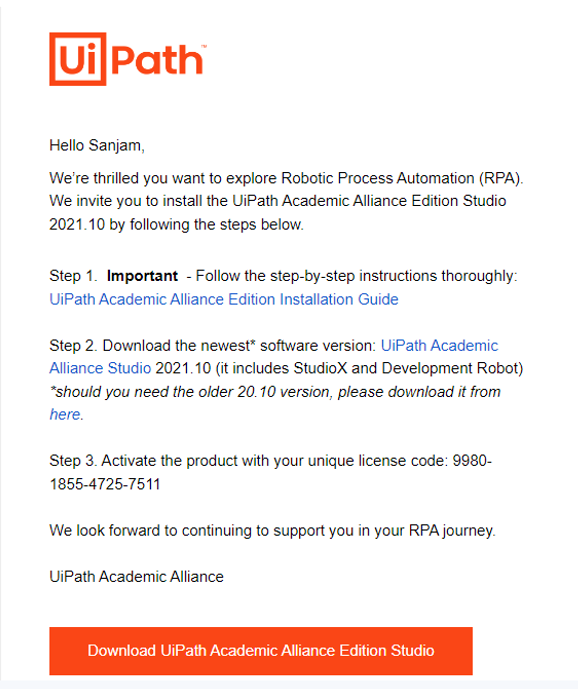 UiPath™
Hello Sanjam,
We’re thrilled you want to explore Robotic Process Automation (RPA).
We invite you to install the UiPath Academic Alliance Edition Studio
2021.10 by following the steps below.
Step 1.  Important  - Follow the step-by-step instructions thoroughly:
UiPath Academic Alliance Edition Installation Guide
Step 2. Download the newest* software version: UiPath Academic
Alliance Studio 2021.10 (it includes StudioX and Development Robot)
*should you need the older 20.10 version, please download it from
here.
Step 3. Activate the product with your unique license code: 9980-
1855-4725-7511
We look forward to continuing to support you in your RPA journey.
UiPath Academic Alliance
Download UiPath Academic Alliance Edition Studio